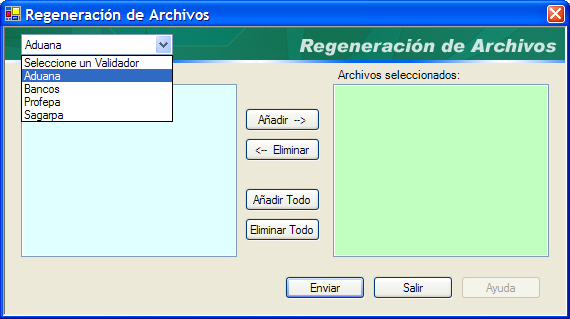 Regeneración de Archivos
Aduana
Regeneración de Archivos
Seleccione un Validador
Aduana
Bancos
Profepa
Sagarpa
Archivos seleccionados:
Añadir -->
<-- Eliminar
Añadir Todo
Eliminar Todo
Enviar
Salir
Ayuda